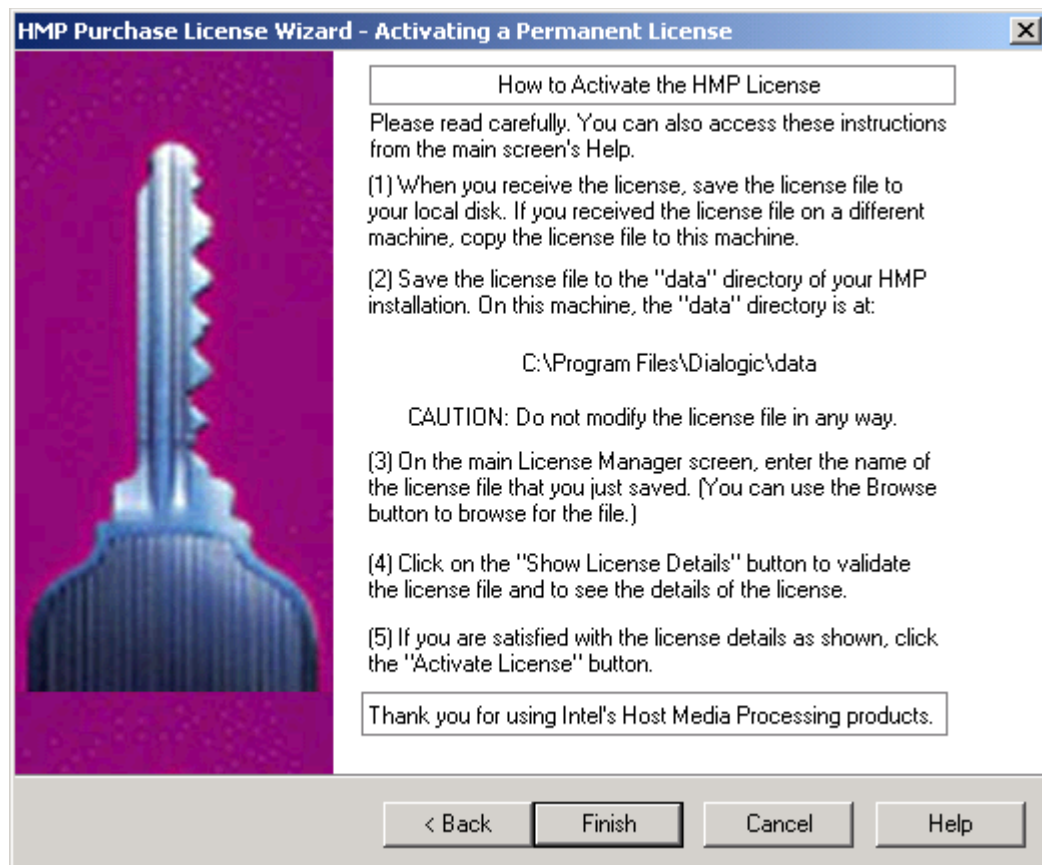 HMP Purchase License Wizard - Activating a Permanent License
How to Activate the HMP License
Please read carefully. You can also access these instructions
from the main screen's Help.
(1) When you receive the license, save the license file to
your local disk. If you received the license file on a different
machine, copy the license file to this machine.
(2) Save the license file to the "data" directory of your HMP
installation. On this machine, the "data" directory is at:
C:\Program Files\Dialogic\data
CAUTION: Do not modify the license file in any way.
(3) On the main License Manager screen, enter the name of
the license file that you just saved. (You can use the Browse
button to browse for the file.)
(4) Click on the "Show License Details" button to validate
the license file and to see the details of the license.
(5) If you are satisfied with the license details as shown, click
the "Activate License" button.
Thank you for using Intel's Host Media Processing products.
< Back Finish Cancel Help